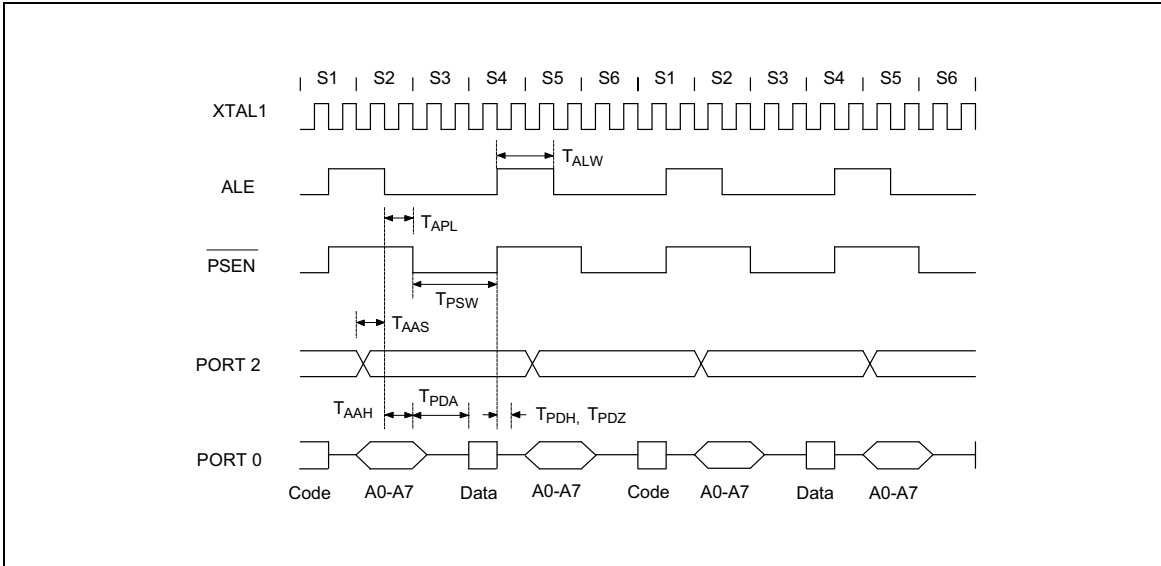 S1 S2 S3 S4 S5 S6 S1 S2 S3 S4 S5 S6
XTAL1
TALW
ALE
TAPL
PSEN
TPSW
TAAS
PORT 2
TAAH TPDA TPDH, TPDZ
PORT 0
Code A0-A7 Data A0-A7 Code A0-A7 Data A0-A7